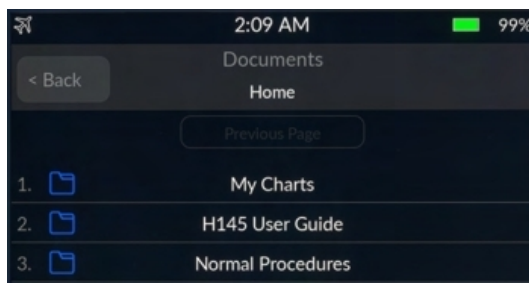 2:09 AM 99%
Documents
< Back
Home
Previous Page
1. My Charts
2. H145 User Guide
3. Normal Procedures